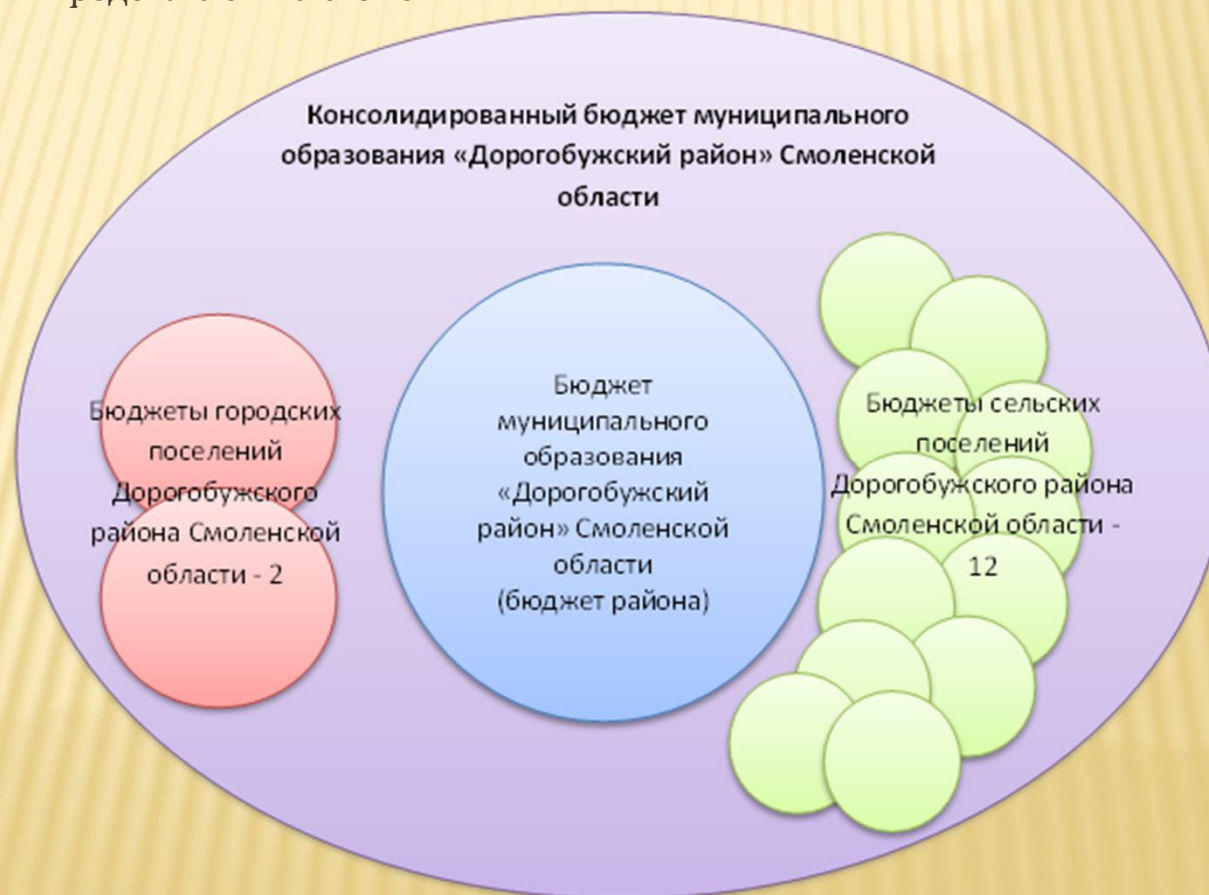 Консолидированный бюджет муниципального
образования «Дорогобужский район» Смоленской
области
Бюджеты городских
поселений
Дорогобужского
района Смоленской
области - 2
Бюджет
муниципального
образования
«Дорогобужский
район» Смоленской
области
(бюджет района)
Бюджеты сельских
поселений
Дорогобужского района
Смоленской области -
12